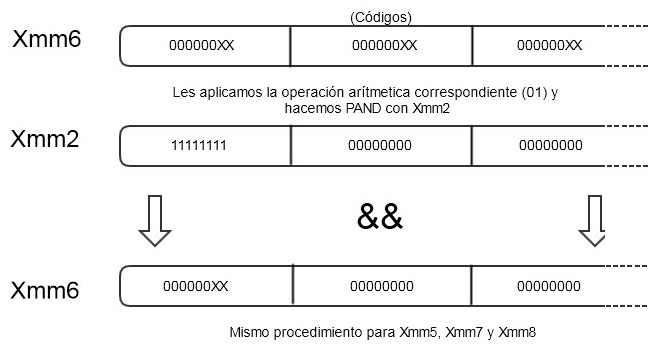 (Códigos)
Xmm6 000000XX 000000XX 000000XX
Les aplicamos la operación arítmetica correspondiente (01) y
hacemos PAND con Xmm2
Xmm2 11111111 00000000 00000000
&&
Xmm6 000000XX 00000000 00000000
Mismo procedimiento para Xmm5, Xmm7 y Xmm8